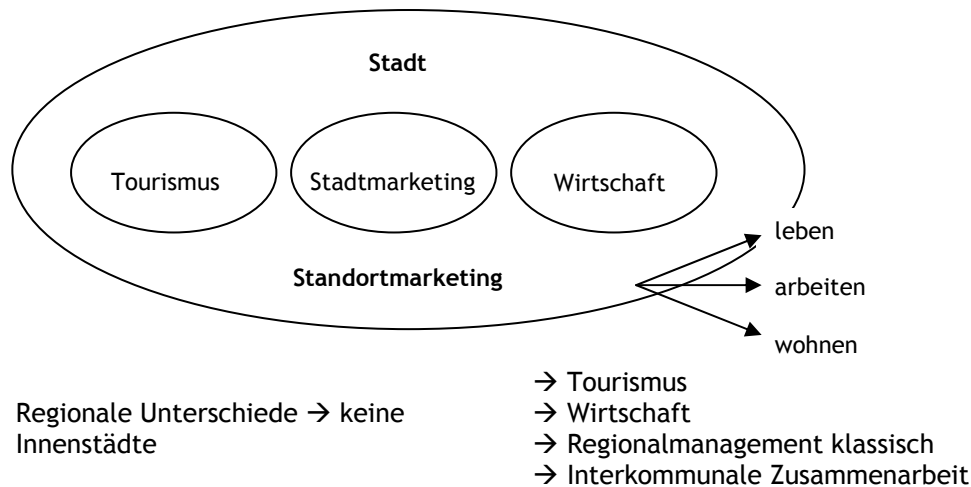 Stadt
Tourismus
Stadtmarketing
Wirtschaft
Standortmarketing
leben
arbeiten
wohnen
Regionale Unterschiede → keine
Innenstädte
→ Tourismus
→ Wirtschaft
→ Regionalmanagement klassisch
→ Interkommunale Zusammenarbeit